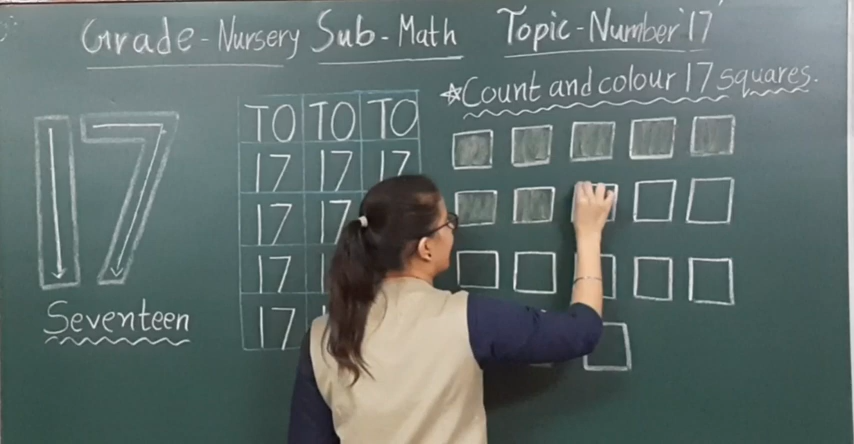 Grade - Nursery Sub - Math Topic - Number '17'
*Count and colour 17 squares.
17
TO TO TO
17 17 17
17 17
17
17
Seventeen